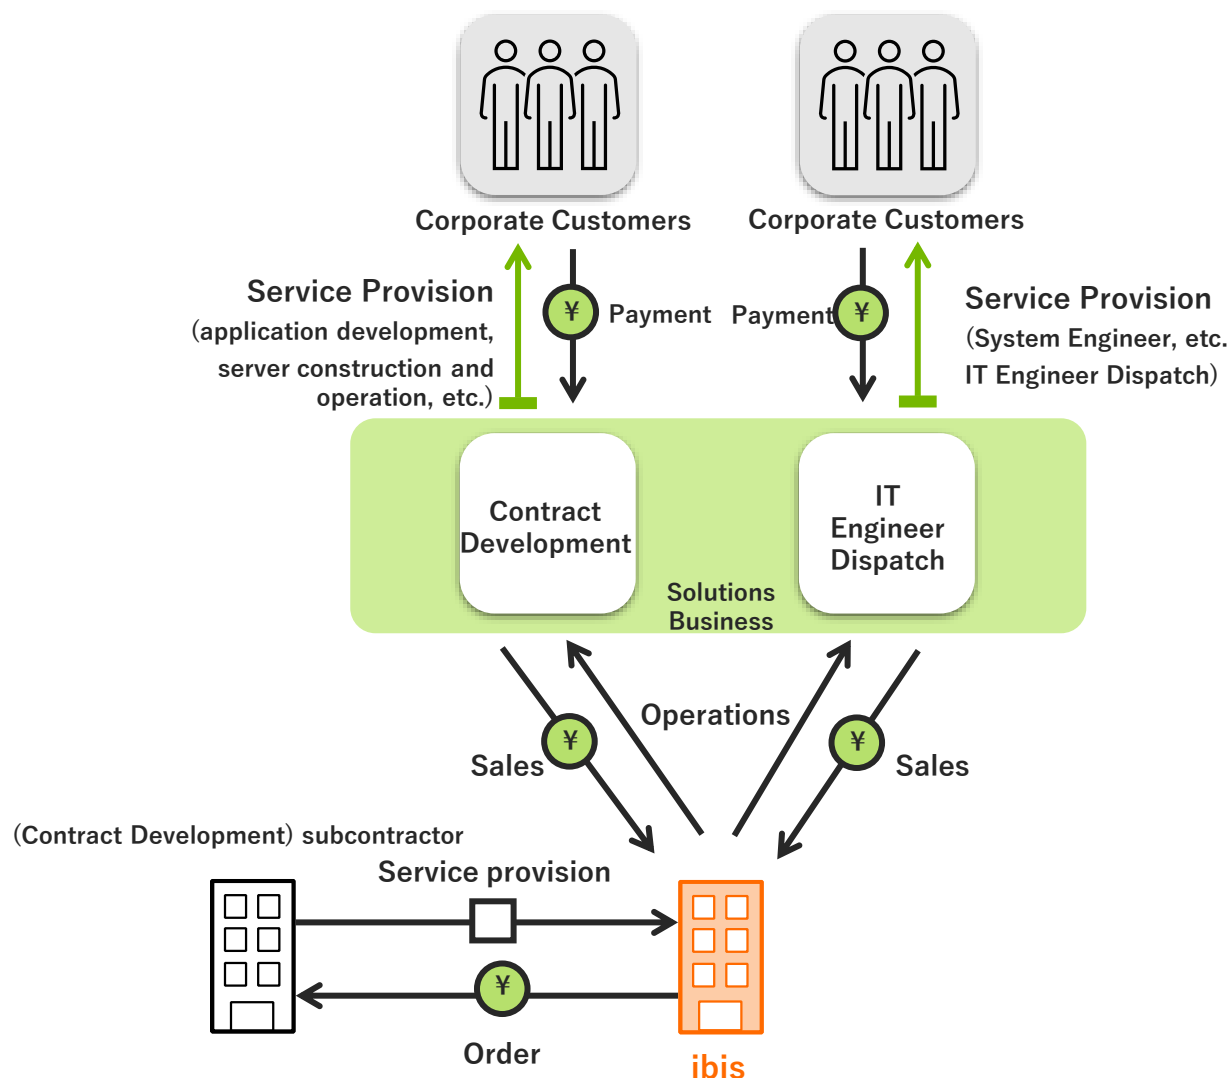 Corporate Customers
Corporate Customers
Service Provision
(application development,
server construction and
operation, etc.)
¥
Payment
Payment
¥
Service Provision
(System Engineer, etc.
IT Engineer Dispatch)
Contract
Development
IT
Engineer
Dispatch
Solutions
Business
Operations
¥
Sales
¥
Sales
(Contract Development) subcontractor
Service provision
¥
Order
ibis